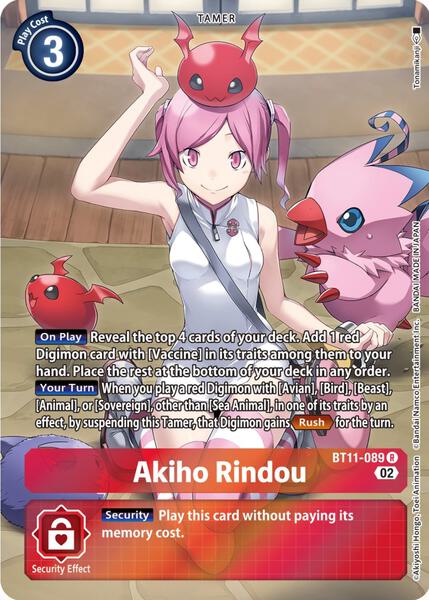 TAMER
Play Cost
3
Tonamikanji
On Play Reveal the top 4 cards of your deck. Add 1 red
Digimon card with [Vaccine] in its traits among them to your
hand. Place the rest at the bottom of your deck in any order.
Your Turn When you play a red Digimon with [Avian], [Bird], [Beast],
[Animal], or [Sovereign], other than [Sea Animal], in one of its traits by an
effect, by suspending this Tamer, that Digimon gains Rush for the turn.
BT11-089 R
02
Akiho Rindou
Security Play this card without paying its
memory cost.
Security Effect
©Akiyoshi Hongo, Toei Animation ©Bandai Namco Entertainment Inc. BANDAI MADE IN JAPAN